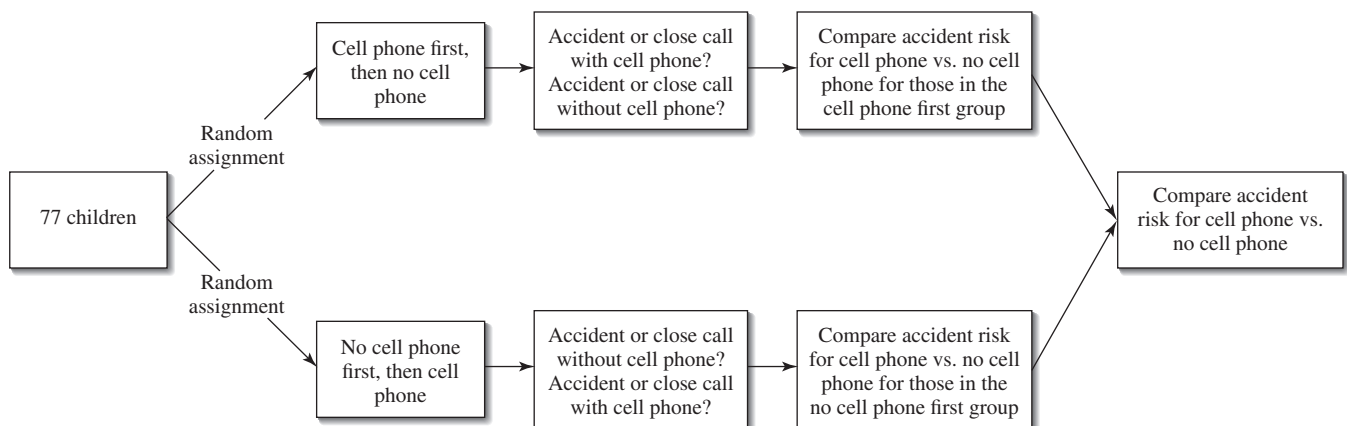 77 children
Random
assignment
Cell phone first,
then no cell
phone
Accident or close call
with cell phone?
Accident or close call
without cell phone?
Compare accident risk
for cell phone vs. no cell
phone for those in the
cell phone first group
Random
assignment
No cell phone
first, then cell
phone
Accident or close call
without cell phone?
Accident or close call
with cell phone?
Compare accident risk
for cell phone vs. no cell
phone for those in the
no cell phone first group
Compare accident
risk for cell phone vs.
no cell phone